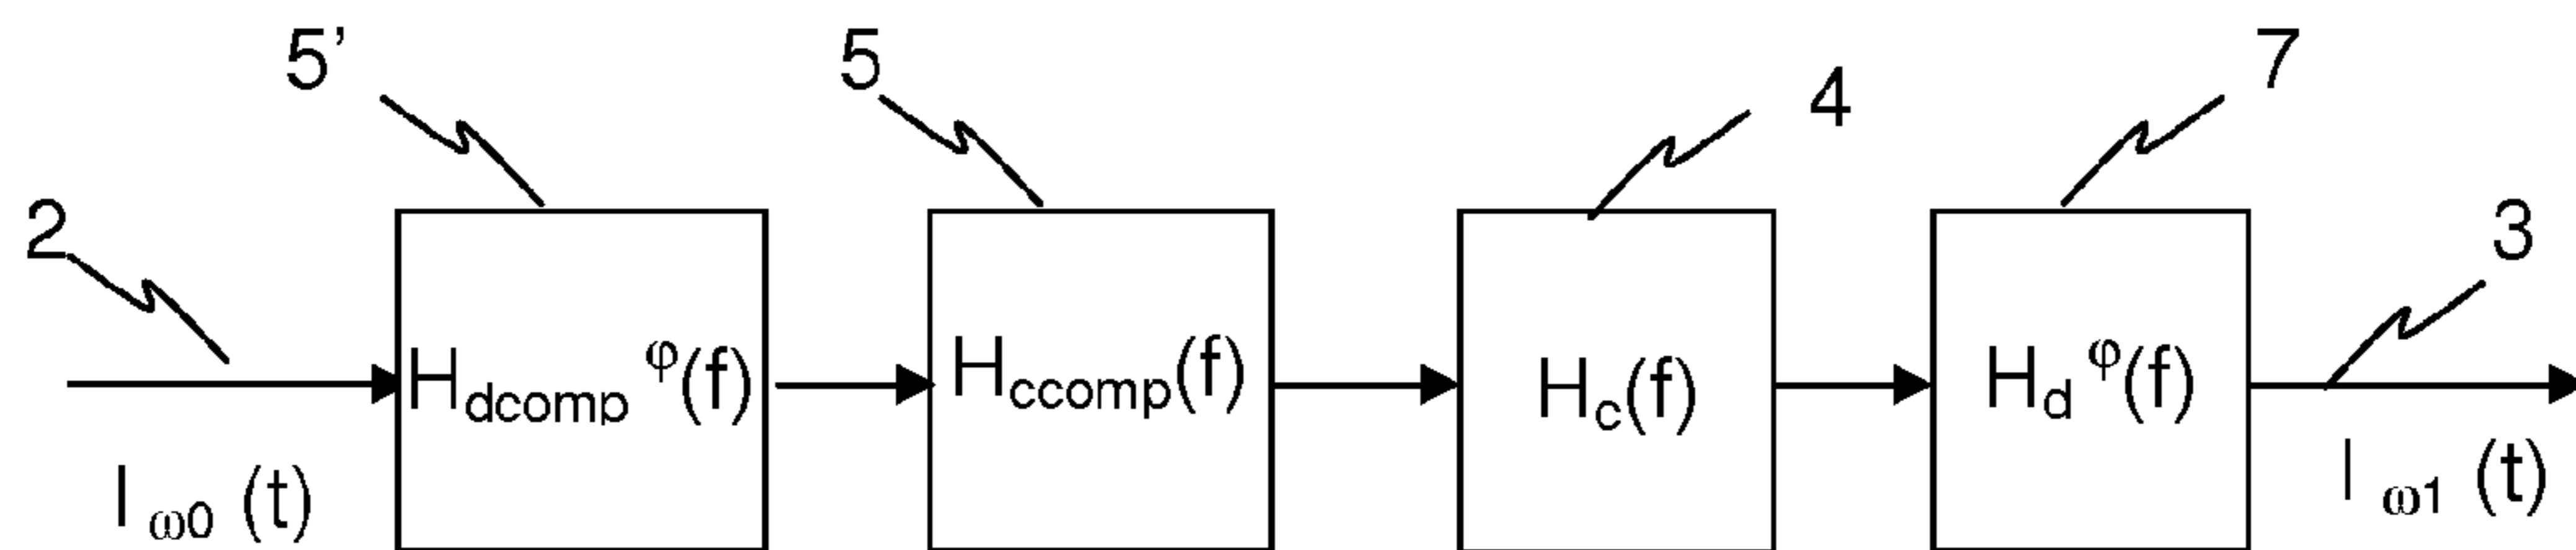 5’
5
4
7
2
3
H_dcomp ^φ(f)
H_ccomp(f)
H_c(f)
H_d ^φ(f)
I_ω0 (t)
I_ω1 (t)